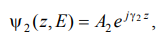 ψ₂(z, E) = A₂e^{jγ₂z},